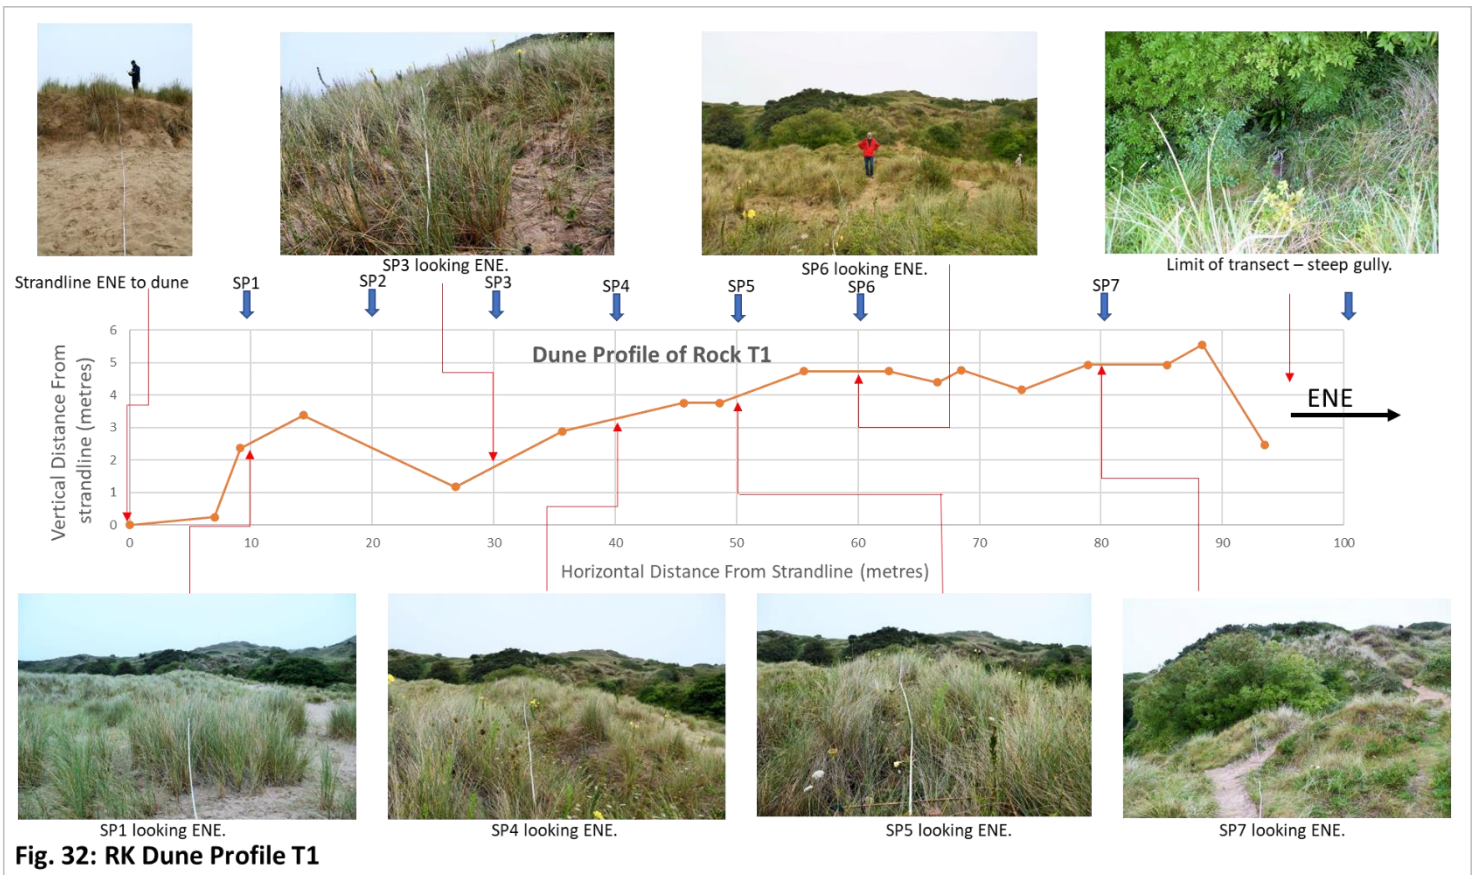 Strandline ENE to dune
SP3 looking ENE.
SP6 looking ENE.
Limit of transect – steep gully.
SP1
SP2
SP3
SP4
SP5
SP6
SP7
Dune Profile of Rock T1
Vertical Distance From
strandline (metres)
6
5
4
3
2
1
0
ENE
0 10 20 30 40 50 60 70 80 90 100
Horizontal Distance From Strandline (metres)
SP1 looking ENE.
SP4 looking ENE.
SP5 looking ENE.
SP7 looking ENE.
Fig. 32: RK Dune Profile T1